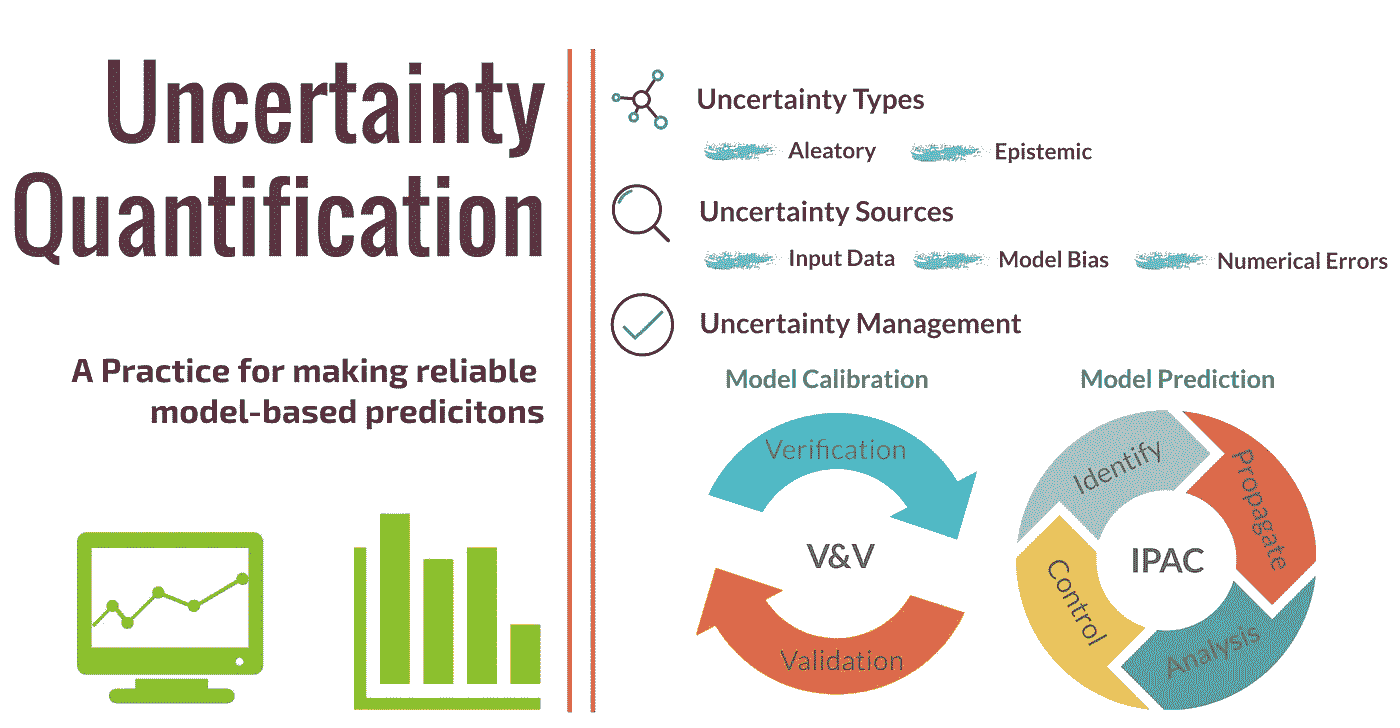 Uncertainty
Quantification
A Practice for making reliable
model-based predicitons
Uncertainty Types
Aleatory Epistemic
Uncertainty Sources
Input Data Model Bias Numerical Errors
Uncertainty Management
Model Calibration
Verification
V&V
Validation
Model Prediction
Identify
Propagate
IPAC
Control
Analysis